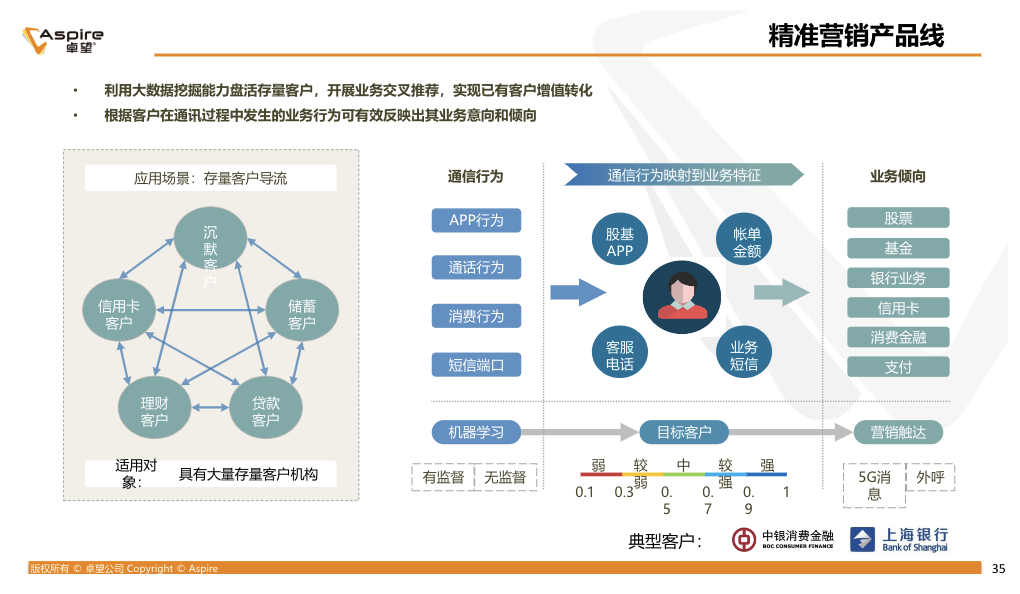 Aspire
卓望®
精准营销产品线
• 利用大数据挖掘能力盘活存量客户，开展业务交叉推荐，实现已有客户增值转化
• 根据客户在通讯过程中发生的业务行为可有效反映出其业务意向和倾向
应用场景：存量客户导流
沉
默
客
户
信用卡
客户
储蓄
客户
理财
客户
贷款
客户
适用对
象：
具有大量存量客户机构
通信行为
APP行为
通话行为
消费行为
短信端口
通信行为映射到业务特征
股基
APP
帐单
金额
客服
电话
业务
短信
业务倾向
股票
基金
银行业务
信用卡
消费金融
支付
机器学习
目标客户
营销触达
有监督
无监督
弱
较
弱
中
较
强
强
0.1
0.3
0.
5
0.
7
0.
9
1
5G消
息
外呼
典型客户：
中银消费金融
BOC CONSUMER FINANCE
上海银行
Bank of Shanghai
版权所有 © 卓望公司 Copyright © Aspire
35